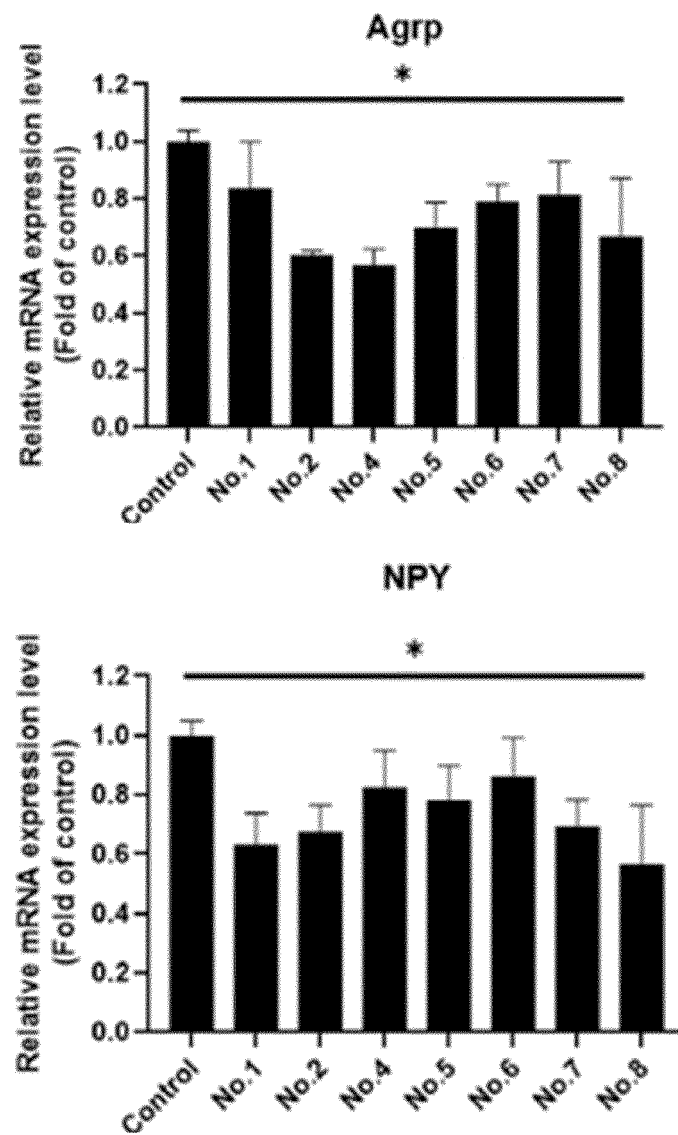 Agrp
*
Relative mRNA expression level
(Fold of control)
1.2
1.0
0.8
0.6
0.4
0.2
0.0
Control
No.1
No.2
No.4
No.5
No.6
No.7
No.8
NPY
*
Relative mRNA expression level
(Fold of control)
1.2
1.0
0.8
0.6
0.4
0.2
0.0
Control
No.1
No.2
No.4
No.5
No.6
No.7
No.8